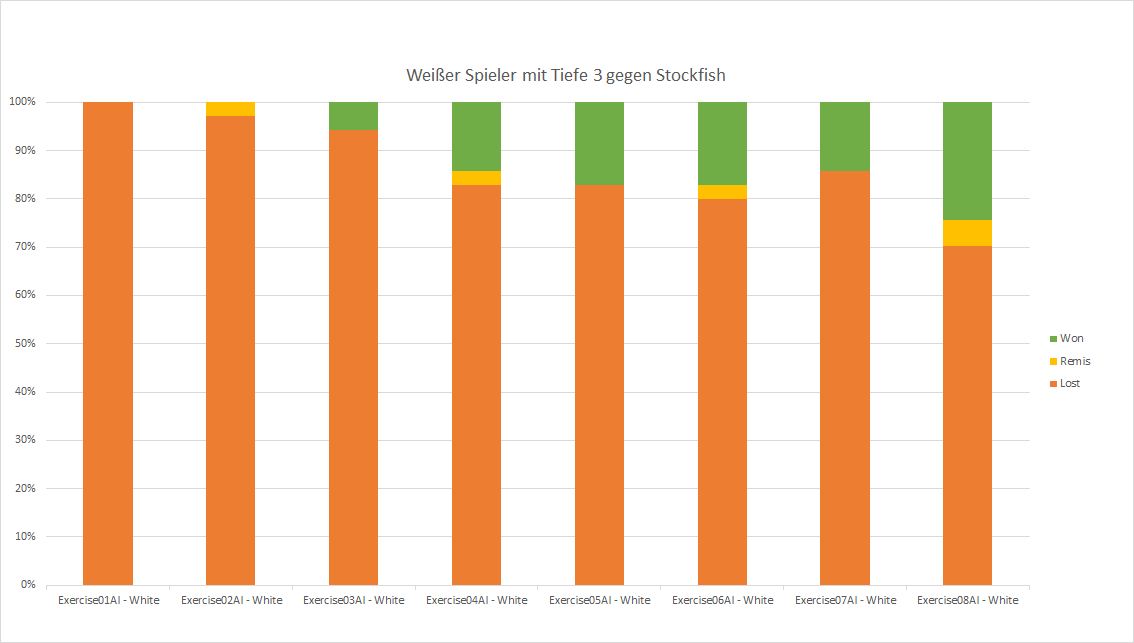 Weißer Spieler mit Tiefe 3 gegen Stockfish
100%
90%
80%
70%
60%
50%
40%
30%
20%
10%
0%
Won
Remis
Lost
Exercise01AI - White
Exercise02AI - White
Exercise03AI - White
Exercise04AI - White
Exercise05AI - White
Exercise06AI - White
Exercise07AI - White
Exercise08AI - White